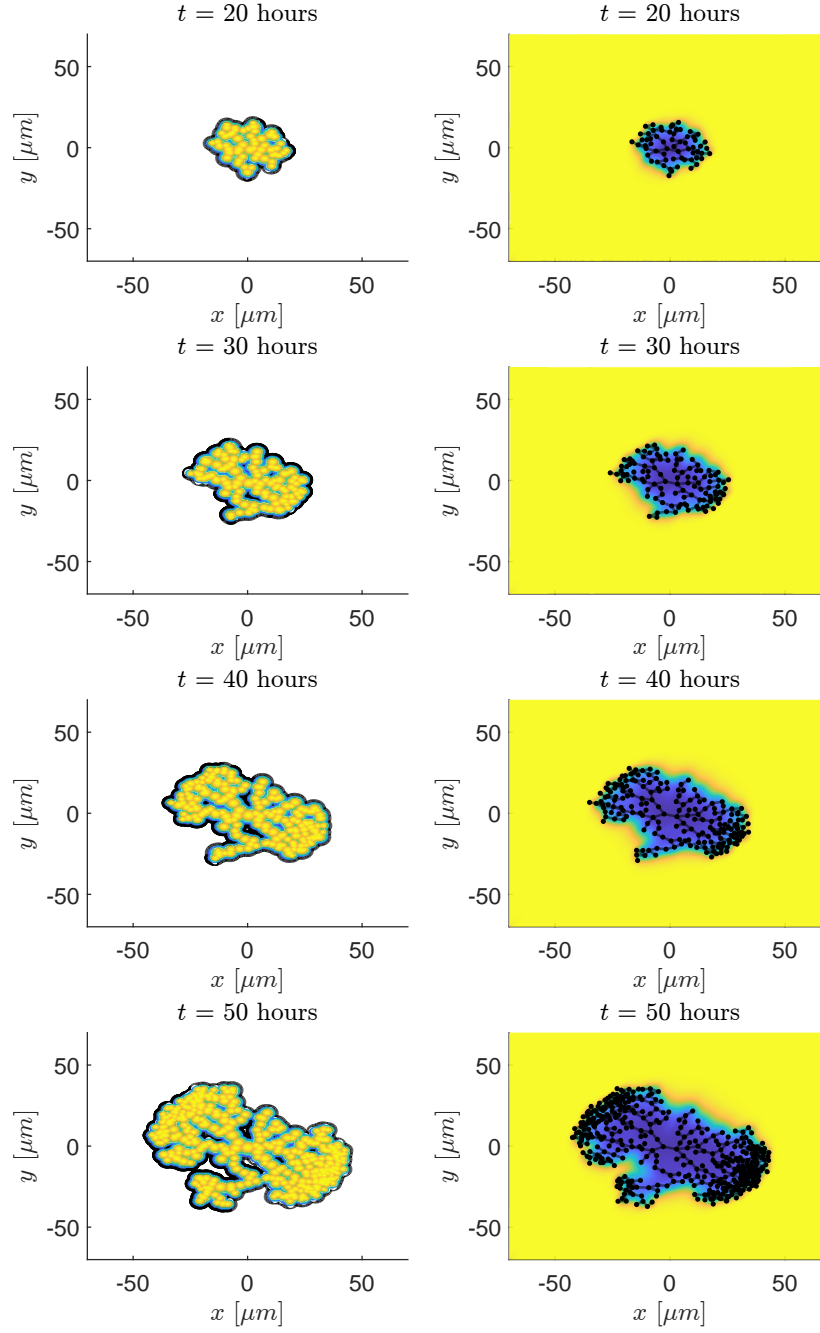 t = 20 hours
50
0
-50
y [μm]
-50 0 50
x [μm]
t = 20 hours
50
0
-50
y [μm]
-50 0 50
x [μm]
t = 30 hours
50
0
-50
y [μm]
-50 0 50
x [μm]
t = 30 hours
50
0
-50
y [μm]
-50 0 50
x [μm]
t = 40 hours
50
0
-50
y [μm]
-50 0 50
x [μm]
t = 40 hours
50
0
-50
y [μm]
-50 0 50
x [μm]
t = 50 hours
50
0
-50
y [μm]
-50 0 50
x [μm]
t = 50 hours
50
0
-50
y [μm]
-50 0 50
x [μm]